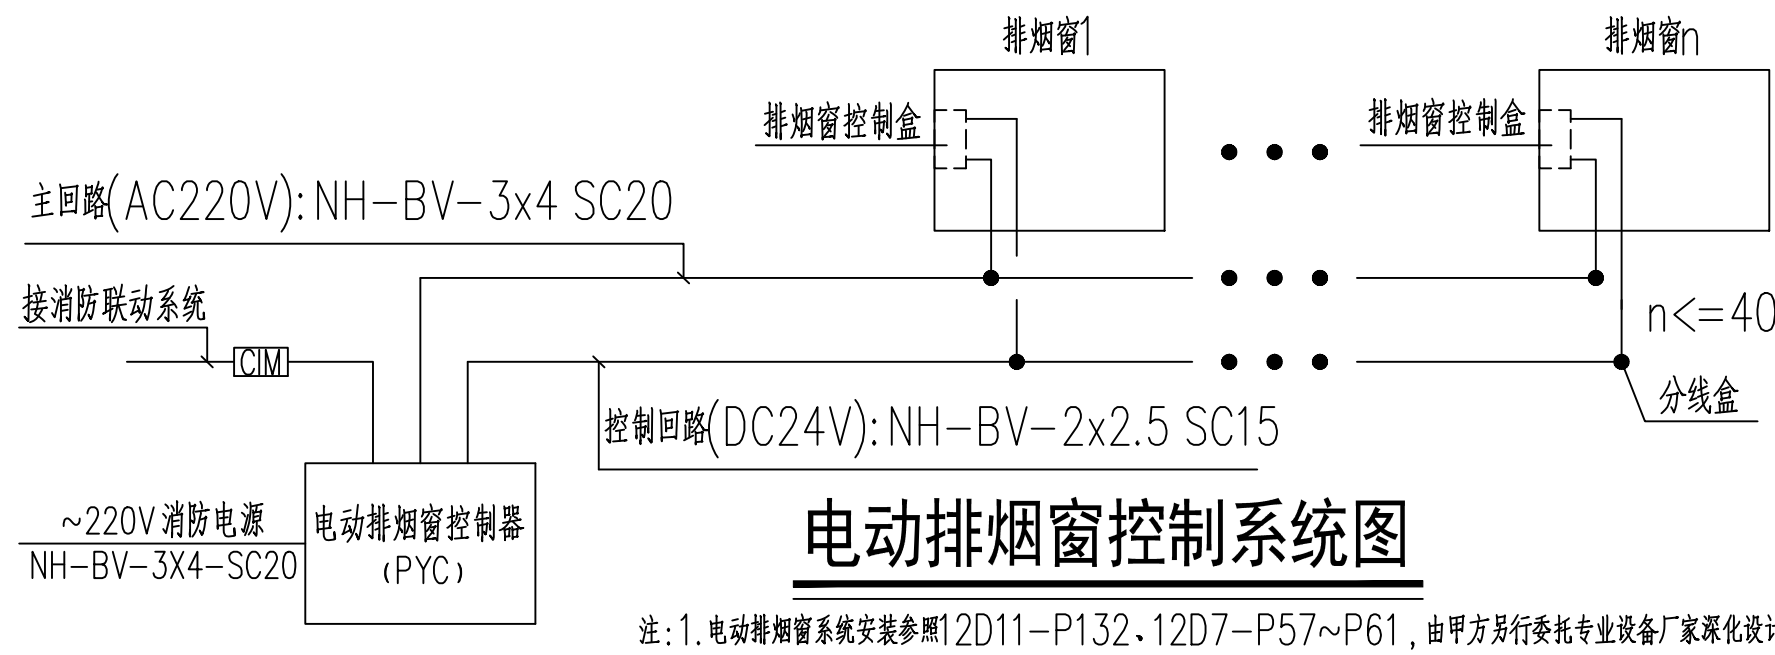 排烟窗1
排烟窗n
排烟窗控制盒
排烟窗控制盒
主回路(AC220V):NH-BV-3x4 SC20
接消防联动系统
CIM
n<=40
分线盒
控制回路(DC24V):NH-BV-2x2.5 SC15
~220V消防电源
NH-BV-3X4-SC20
电动排烟窗控制器
(PYC)
电动排烟窗控制系统图
注:1.电动排烟窗系统安装参照12D11-P132、12D7-P57~P61,由甲方另行委托专业设备厂家深化设计